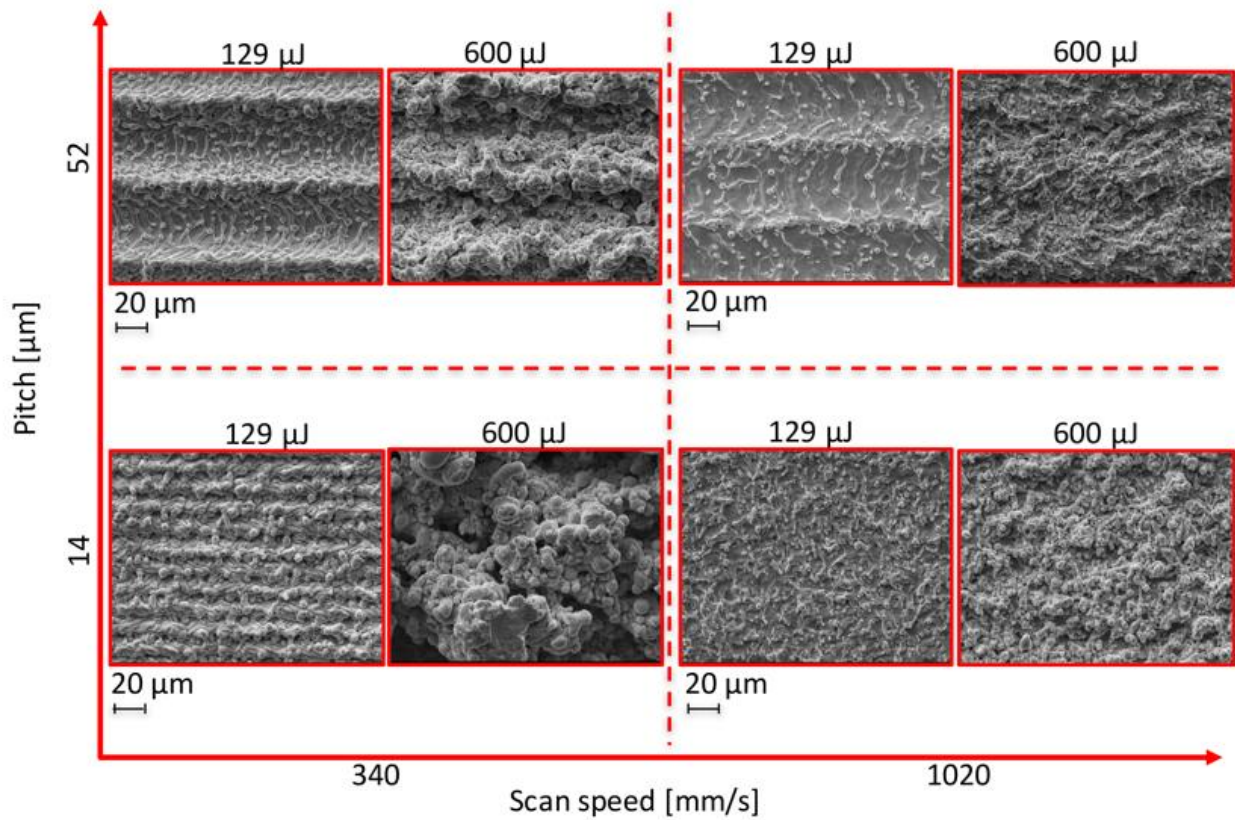 129 µJ 600 µJ 129 µJ 600 µJ
52
20 µm 20 µm
Pitch [µm]
129 µJ 600 µJ 129 µJ 600 µJ
14
20 µm 20 µm
340 1020
Scan speed [mm/s]